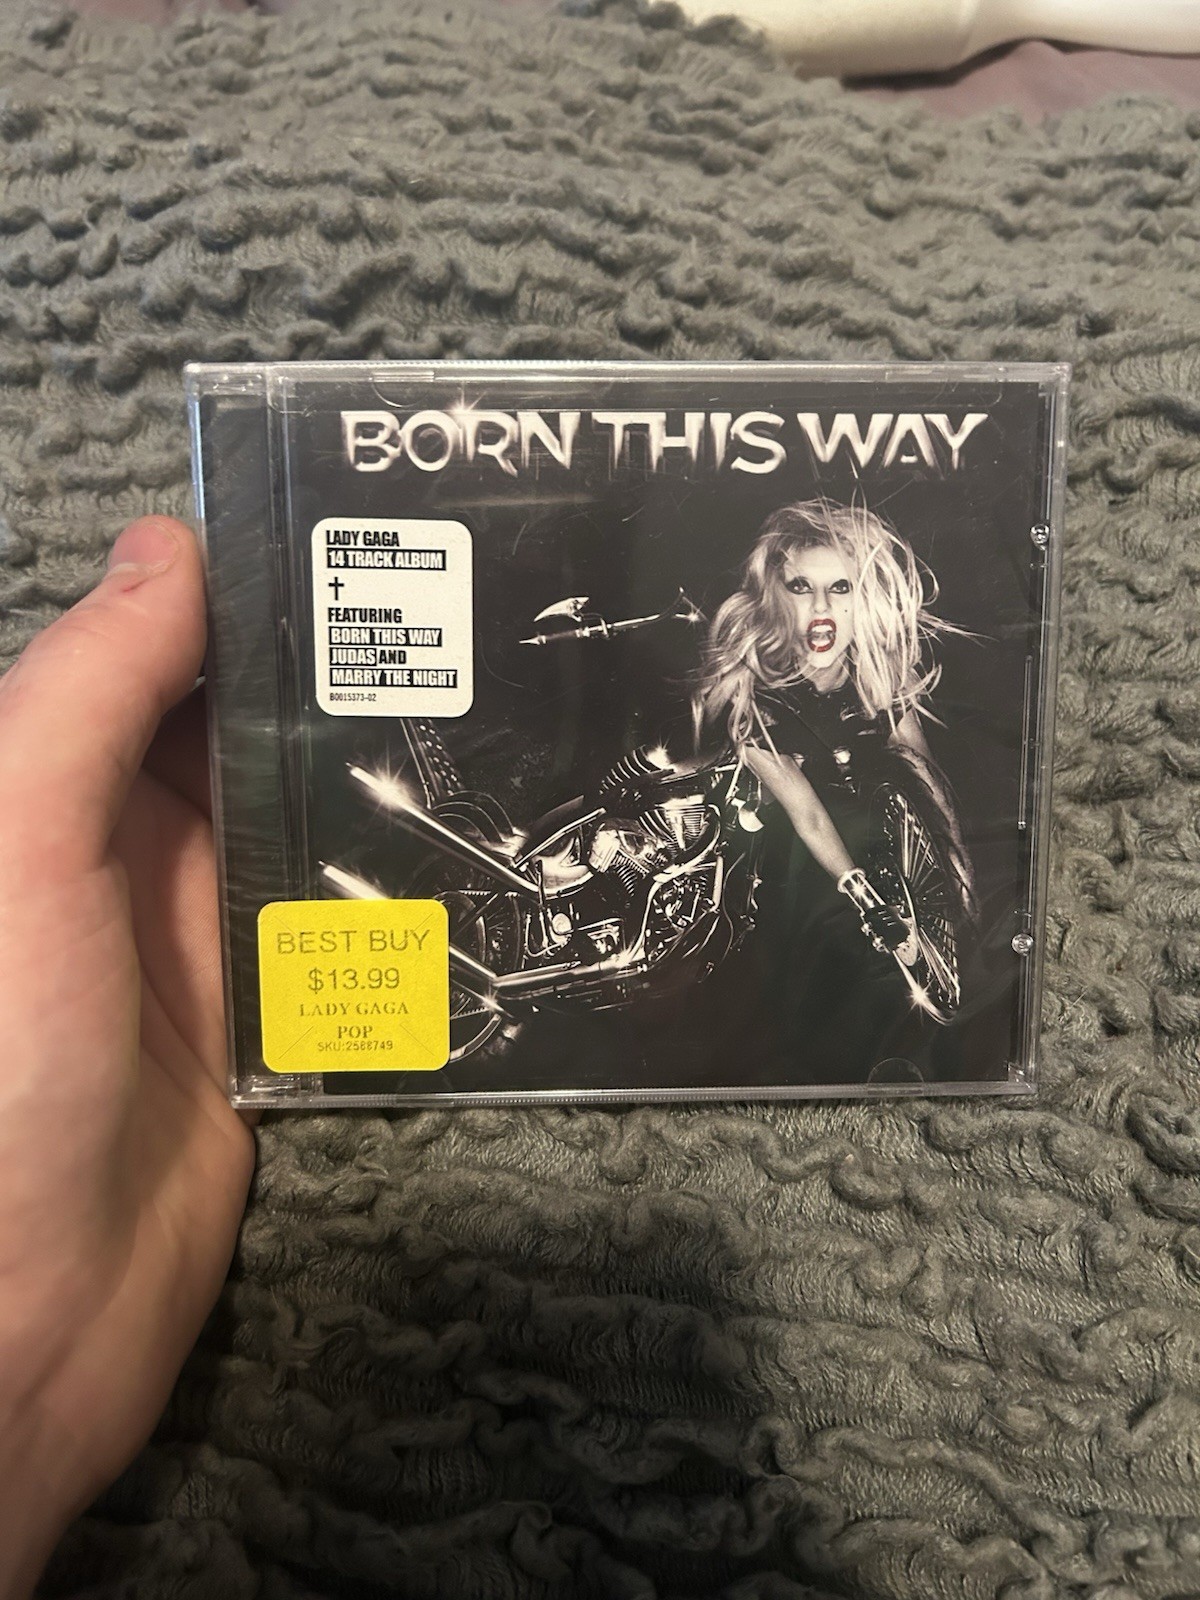 BORN THIS WAY
LADY GAGA
14 TRACK ALBUM
FEATURING
BORN THIS WAY
JUDAS AND
MARRY THE NIGHT
B0015373-02
BEST BUY
$13.99
LADY GAGA
POP
SKU:2588749